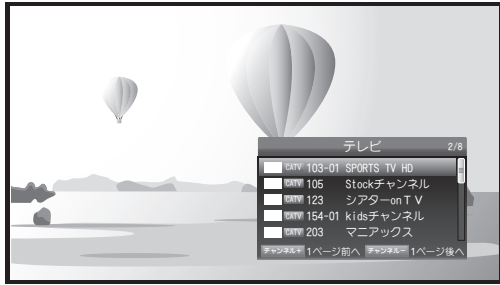 テレビ 2/8
CATV 103-01 SPORTS TV HD
CATV 105 Stockチャンネル
CATV 123 シアターonTV
CATV 154-01 kidsチャンネル
CATV 203 マニアックス
チャンネル+ 1ページ前へ チャンネル- 1ページ後へ